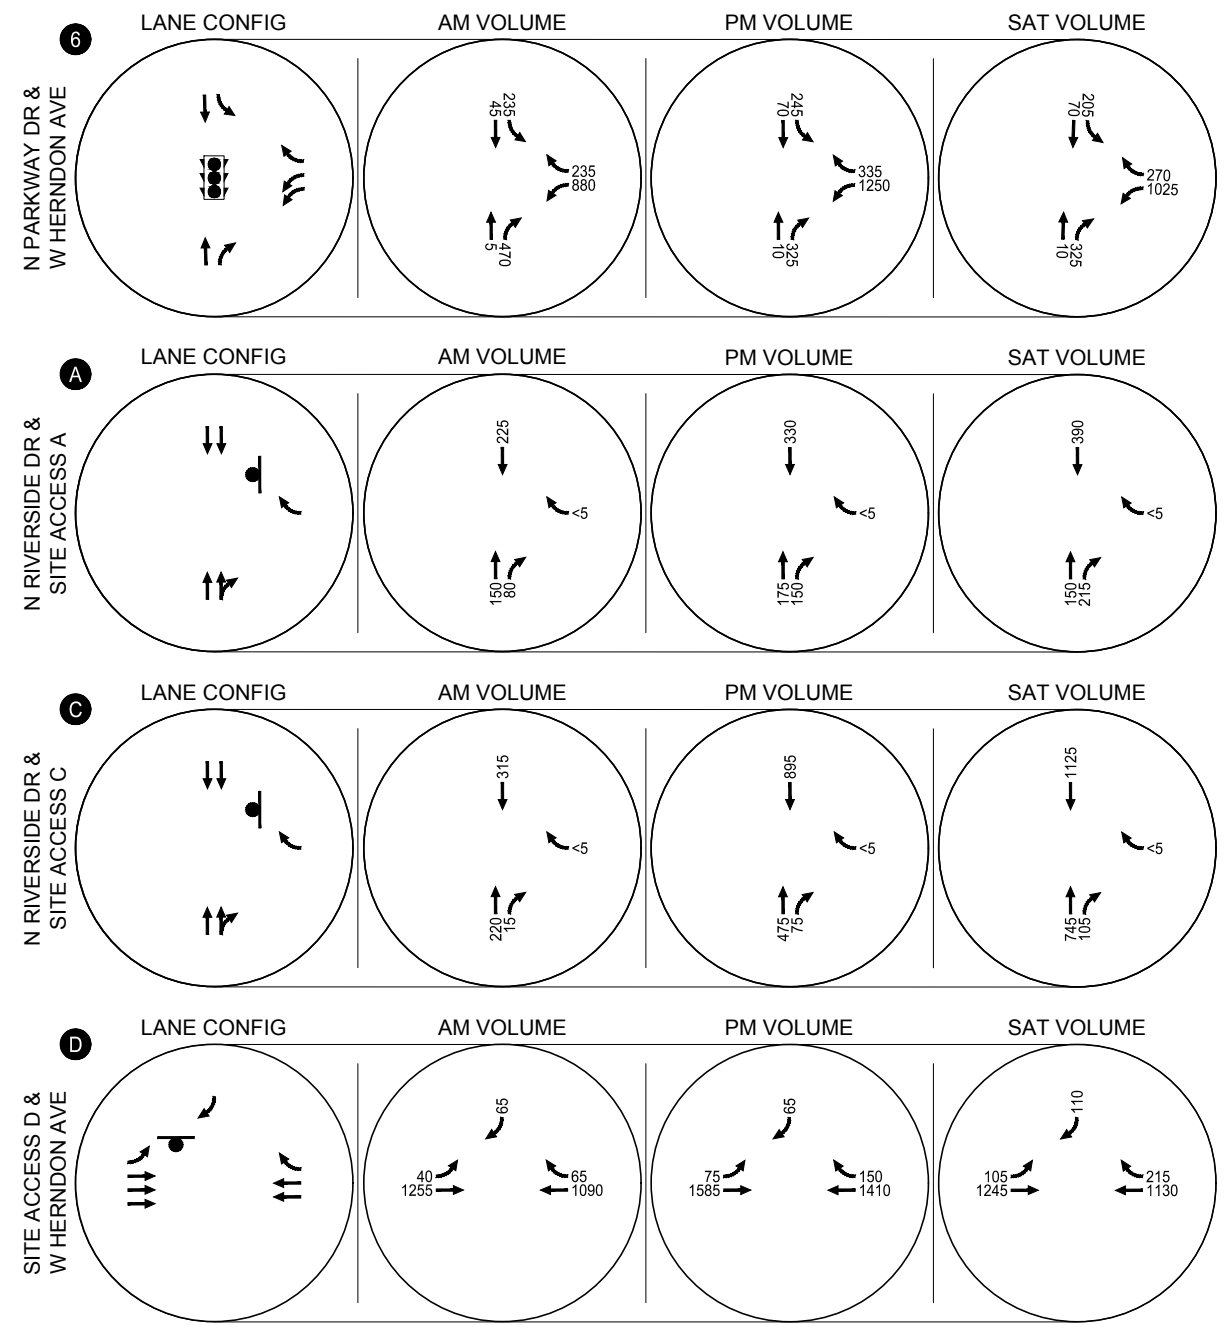 6
LANE CONFIG
AM VOLUME
PM VOLUME
SAT VOLUME
N PARKWAY DR &
W HERNDON AVE
45
235
235
880
5
470
70
245
335
1250
10
325
70
205
270
1025
10
325
A
LANE CONFIG
AM VOLUME
PM VOLUME
SAT VOLUME
N RIVERSIDE DR &
SITE ACCESS A
225
<5
150
80
330
<5
175
150
390
<5
150
215
C
LANE CONFIG
AM VOLUME
PM VOLUME
SAT VOLUME
N RIVERSIDE DR &
SITE ACCESS C
315
<5
220
15
895
<5
475
75
1125
<5
745
105
D
LANE CONFIG
AM VOLUME
PM VOLUME
SAT VOLUME
SITE ACCESS D &
W HERNDON AVE
65
40
1255
65
1090
65
75
1585
150
1410
110
105
1245
215
1130